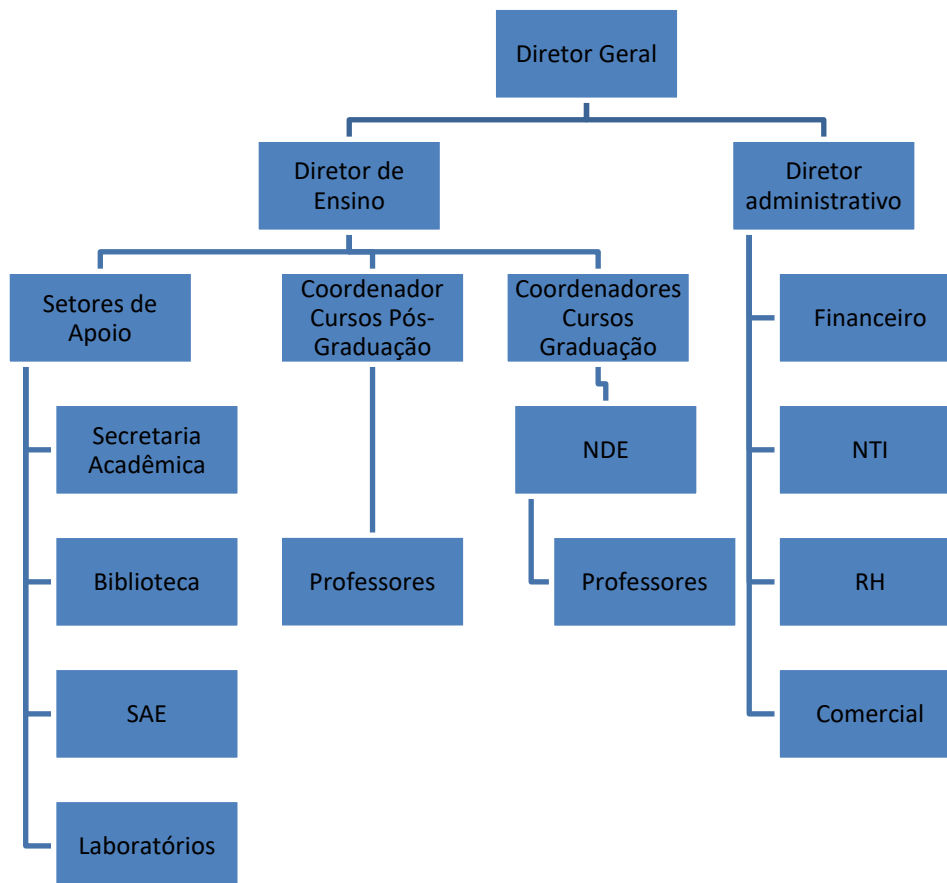 Diretor Geral
Diretor de
Ensino
Diretor
administrativo
Setores de
Apoio
Coordenador
Cursos Pós-
Graduação
Coordenadores
Cursos
Graduação
Financeiro
Secretaria
Acadêmica
NDE
NTI
Biblioteca
Professores
Professores
RH
SAE
Comercial
Laboratórios